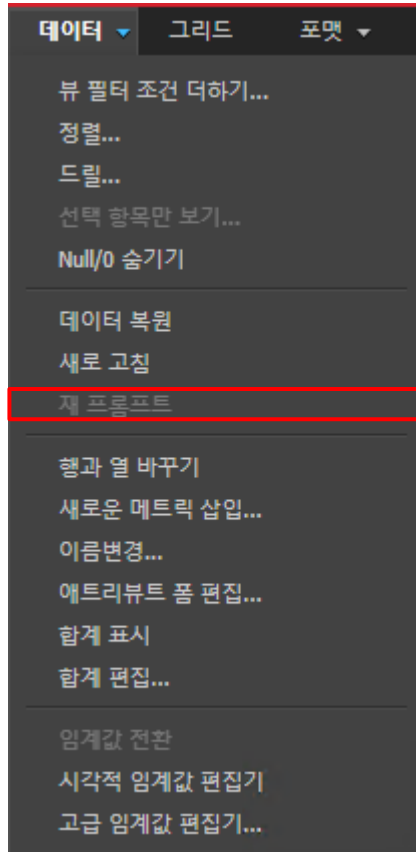 데이터 그리드 포맷
뷰 필터 조건 더하기...
정렬...
드릴...
선택 항목만 보기...
Null/0 숨기기
데이터 복원
새로 고침
재 프롬프트
행과 열 바꾸기
새로운 메트릭 삽입...
이름변경...
애트리뷰트 폼 편집...
합계 표시
합계 편집...
임계값 전환
시각적 임계값 편집기
고급 임계값 편집기...